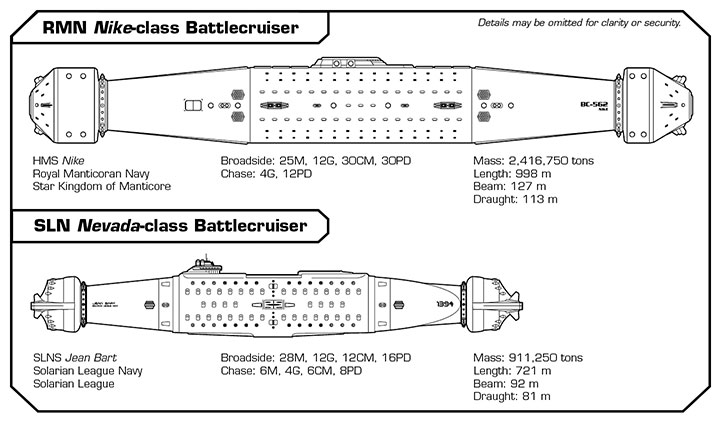 RMN Nike-class Battlecruiser
Details may be omitted for clarity or security.
BC-562
HMS Nike
Royal Manticoran Navy
Star Kingdom of Manticore
Broadside: 25M, 12G, 30CM, 30PD
Chase: 4G, 12PD
Mass: 2,416,750 tons
Length: 998 m
Beam: 127 m
Draught: 113 m
SLN Nevada-class Battlecruiser
JEAN BART
1394
SLNS Jean Bart
Solarian League Navy
Solarian League
Broadside: 28M, 12G, 12CM, 16PD
Chase: 6M, 4G, 6CM, 8PD
Mass: 911,250 tons
Length: 721 m
Beam: 92 m
Draught: 81 m